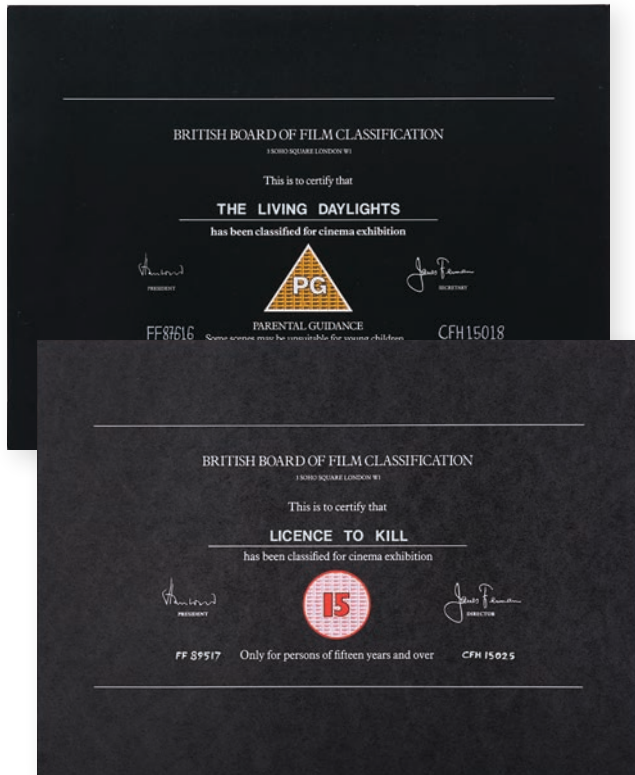 BRITISH BOARD OF FILM CLASSIFICATION
3 SOHO SQUARE LONDON W1
This is to certify that
THE LIVING DAYLIGHTS
has been classified for cinema exhibition
PRESIDENT
PG
SECRETARY
PARENTAL GUIDANCE
FF87616 Some scenes may be unsuitable for young children CFH 15018
BRITISH BOARD OF FILM CLASSIFICATION
3 SOHO SQUARE LONDON W1
This is to certify that
LICENCE TO KILL
has been classified for cinema exhibition
James Ferman
PRESIDENT
15
DIRECTOR
FF 89517 Only for persons of fifteen years and over CFH 15025